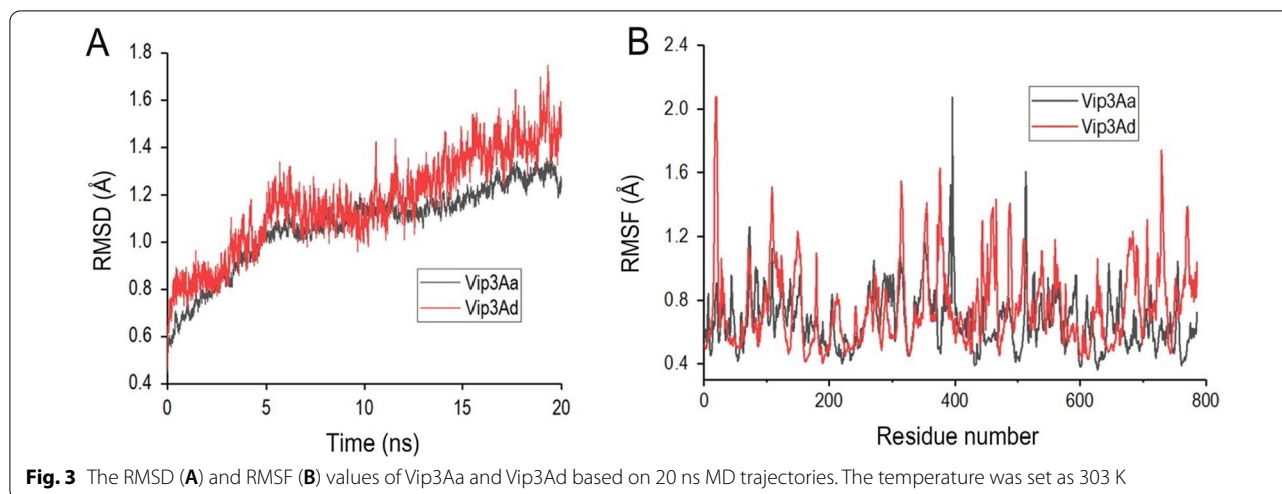 A
1.8
1.6
1.4
1.2
1.0
0.8
0.6
0.4
RMSD (Å)
Vip3Aa
Vip3Ad
0
5
10
15
20
Time (ns)
B
2.4
2.0
1.6
1.2
0.8
0.4
RMSF (Å)
Vip3Aa
Vip3Ad
0
200
400
600
800
Residue number
Fig. 3 The RMSD (A) and RMSF (B) values of Vip3Aa and Vip3Ad based on 20 ns MD trajectories. The temperature was set as 303 K